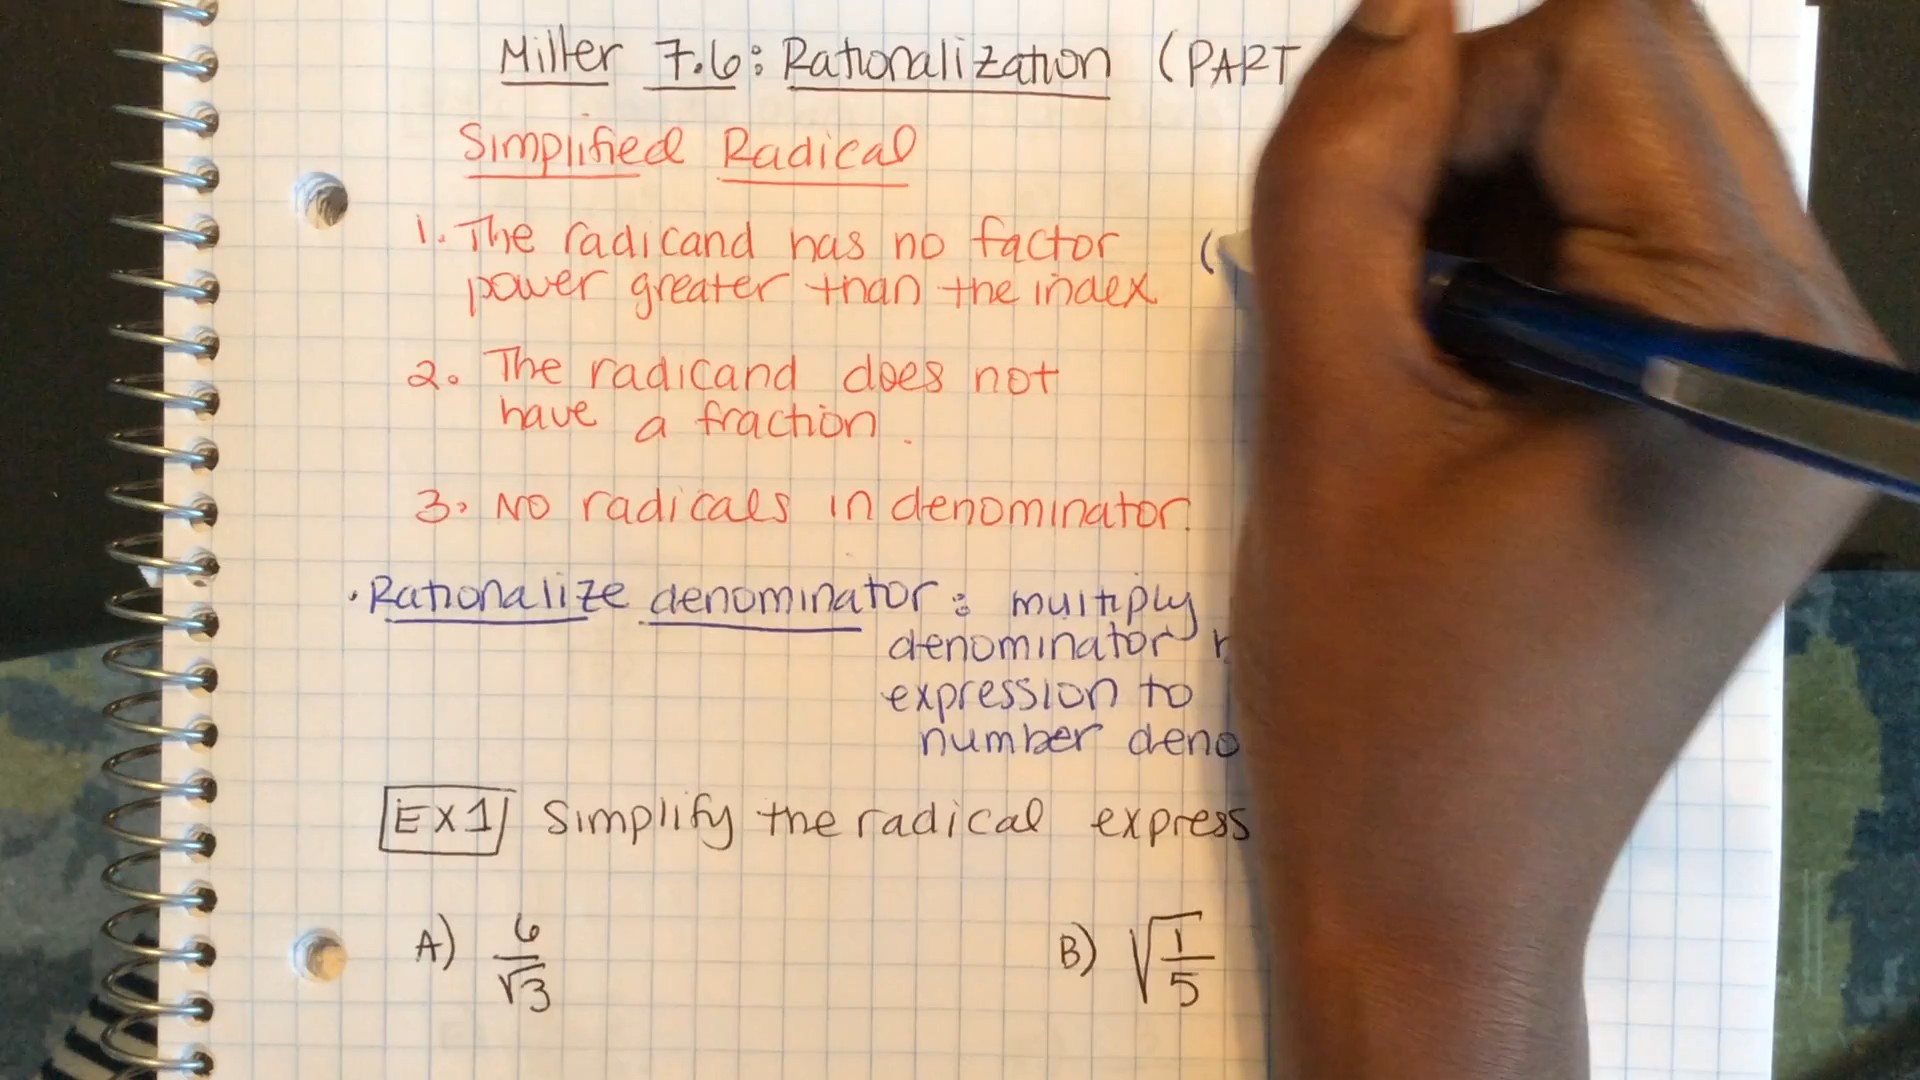 Miller 7.6: Rationalization (PART
Simplified Radical
1. The radicand has no factor (
power greater than the index
2. The radicand does not
have a fraction.
3. No radicals in denominator.
· Rationalize denominator: multiply
denominator
expression to
number deno
EX1 Simplify the radical express
A) 6/√3 B) √1/5